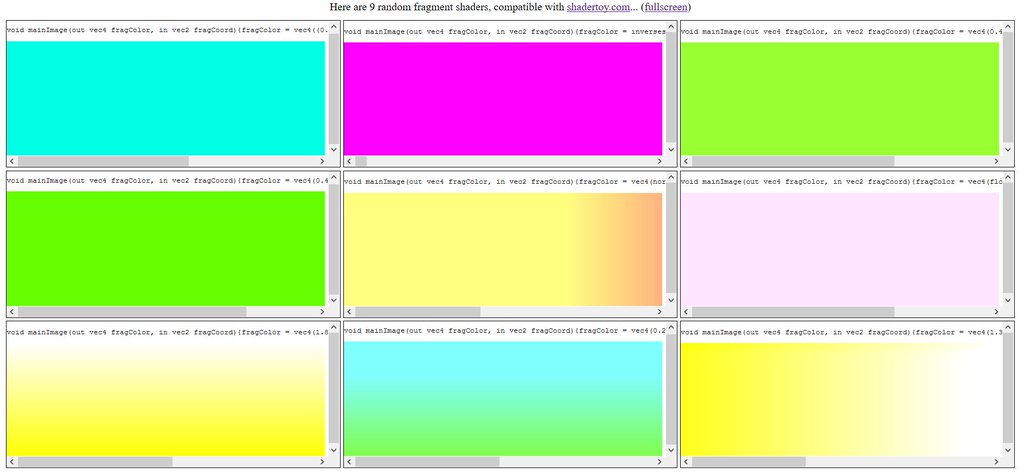 Here are 9 random fragment shaders, compatible with shadertoy.com... (fullscreen)
void mainImage(out vec4 fragColor, in vec2 fragCoord){fragColor = vec4((0.
void mainImage(out vec4 fragColor, in vec2 fragCoord){fragColor = inverses
void mainImage(out vec4 fragColor, in vec2 fragCoord){fragColor = vec4(0.4
void mainImage(out vec4 fragColor, in vec2 fragCoord){fragColor = vec4(0.4
void mainImage(out vec4 fragColor, in vec2 fragCoord){fragColor = vec4(nor
void mainImage(out vec4 fragColor, in vec2 fragCoord){fragColor = vec4(flo
void mainImage(out vec4 fragColor, in vec2 fragCoord){fragColor = vec4(1.8
void mainImage(out vec4 fragColor, in vec2 fragCoord){fragColor = vec4(0.2
void mainImage(out vec4 fragColor, in vec2 fragCoord){fragColor = vec4(1.3